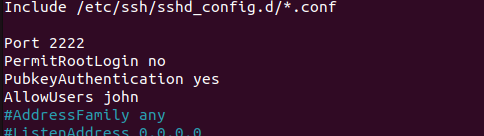 Include /etc/ssh/sshd_config.d/*.conf
Port 2222
PermitRootLogin no
PubkeyAuthentication yes
AllowUsers john
#AddressFamily any
#ListenAddress 0.0.0.0